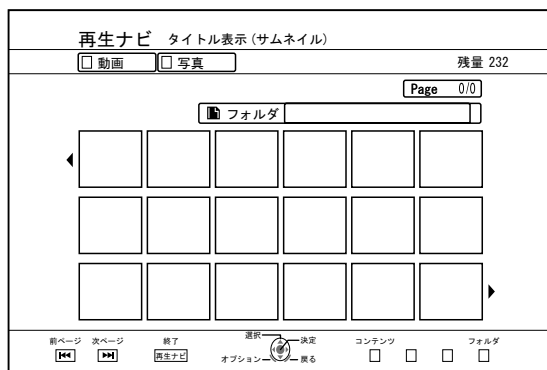 再生ナビ タイトル表示(サムネイル)
動画 写真 残量 232
Page 0/0
フォルダ
前ページ 次ページ 終了 選択 決定 コンテンツ フォルダ
再生ナビ オプション 戻る